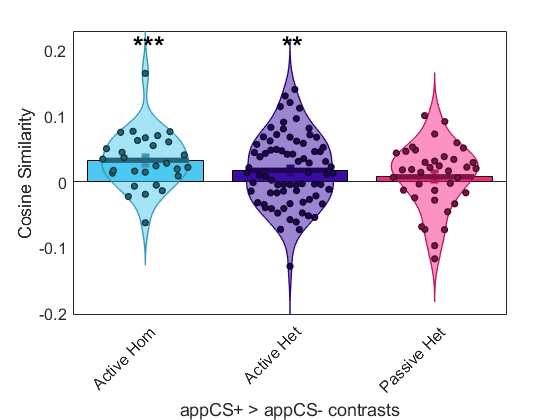 *** **
0.2
0.1
0
-0.1
-0.2
Cosine Similarity
Active Hom
Active Het
Passive Het
appCS+ > appCS- contrasts